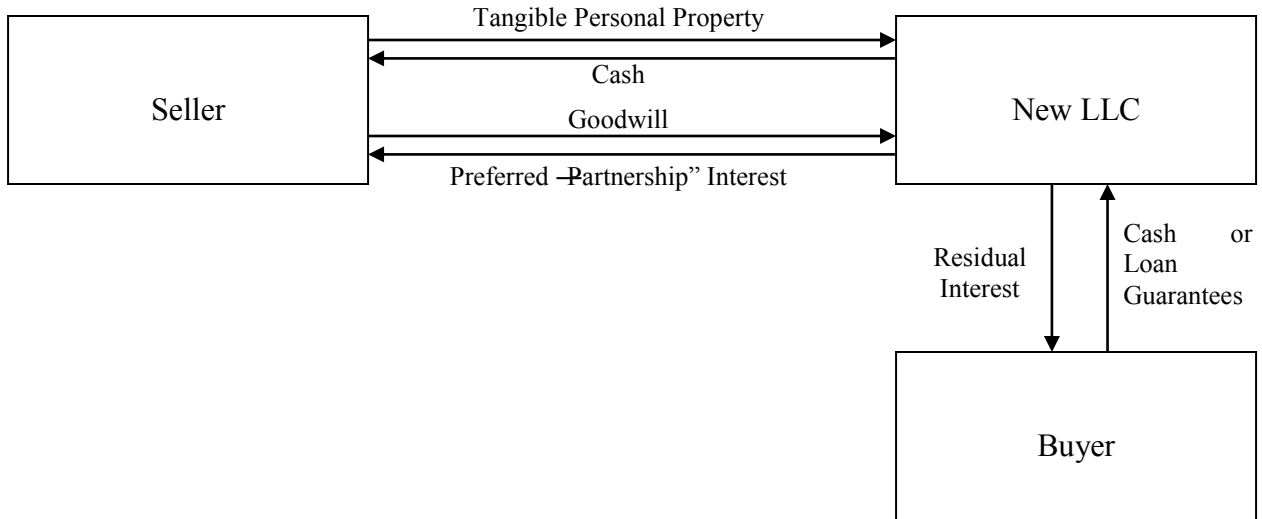 Tangible Personal Property
Cash
Seller
New LLC
Goodwill
Preferred ―Partnership” Interest
Residual
Interest
Cash or
Loan
Guarantees
Buyer